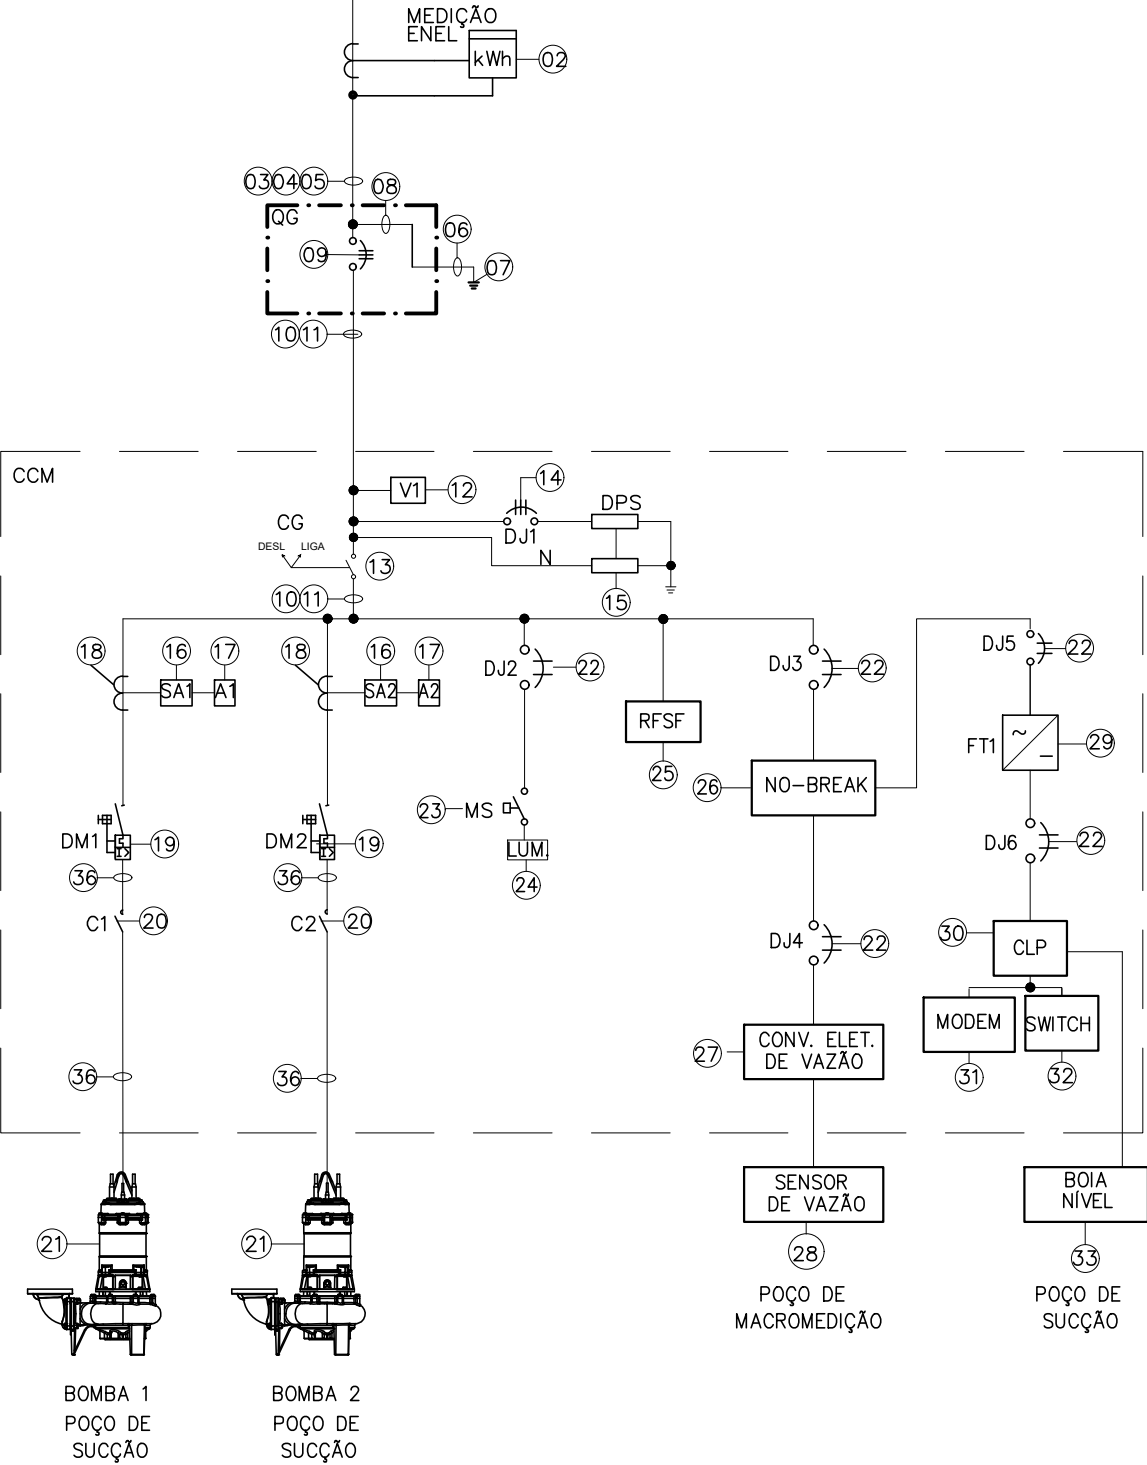 MEDIÇÃO
ENEL
kWh
02
03 04 05
08
QG
06
09
07
10 11
CCM
V1
12
14
DPS
CG
DJ1
DESL
LIGA
13
N
10 11
15
18
16
17
18
16
17
DJ2
22
DJ3
22
DJ5
22
SA1
A1
SA2
A2
RFSF
25
FT1
~
29
26
NO-BREAK
23
MS
DM1
19
DM2
19
LUM.
24
DJ6
22
36
36
C1
20
C2
20
DJ4
22
30
CLP
MODEM
SWITCH
27
CONV. ELET.
DE VAZÃO
36
36
31
32
SENSOR
DE VAZÃO
BOIA
NÍVEL
21
21
28
33
POÇO DE
MACROMEDIÇÃO
POÇO DE
SUCÇÃO
BOMBA 1
POÇO DE
SUCÇÃO
BOMBA 2
POÇO DE
SUCÇÃO